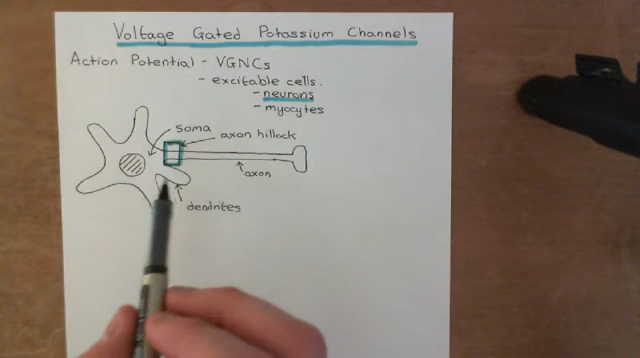 Voltage Gated Potassium Channels
Action Potential - VGNCs
- excitable cells.
- neurons
- myocytes
soma
axon hillock
axon
dendrites